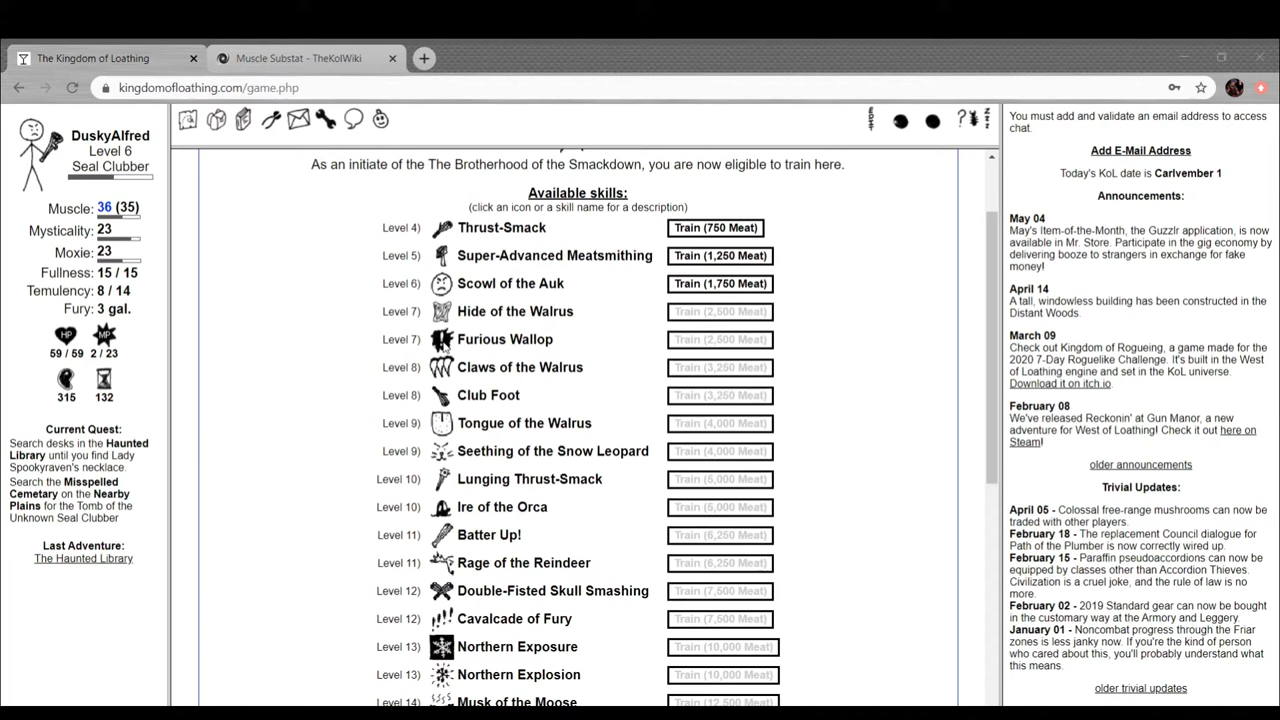 The Kingdom of Loathing
Muscle Substat - TheKolWiki
kingdomofloathing.com/game.php
DuskyAlfred
Level 6
Seal Clubber
Muscle: 36 (35)
Mysticality: 23
Moxie: 23
Fullness: 15 / 15
Temulency: 8 / 14
Fury: 3 gal.
HP MP
59 / 59 2 / 23
315 132
Current Quest:
Search desks in the Haunted
Library until you find Lady
Spookyraven's necklace.
Search the Misspelled
Cemetary on the Nearby
Plains for the Tomb of the
Unknown Seal Clubber
Last Adventure:
The Haunted Library
As an initiate of the The Brotherhood of the Smackdown, you are now eligible to train here.
Available skills:
(click an icon or a skill name for a description)
Level 4) Thrust-Smack Train (750 Meat)
Level 5) Super-Advanced Meatsmithing Train (1,250 Meat)
Level 6) Scowl of the Auk Train (1,750 Meat)
Level 7) Hide of the Walrus Train (2,500 Meat)
Level 7) Furious Wallop Train (2,500 Meat)
Level 8) Claws of the Walrus Train (3,250 Meat)
Level 8) Club Foot Train (3,250 Meat)
Level 9) Tongue of the Walrus Train (4,000 Meat)
Level 9) Seething of the Snow Leopard Train (4,000 Meat)
Level 10) Lunging Thrust-Smack Train (5,000 Meat)
Level 10) Ire of the Orca Train (5,000 Meat)
Level 11) Batter Up! Train (6,250 Meat)
Level 11) Rage of the Reindeer Train (6,250 Meat)
Level 12) Double-Fisted Skull Smashing Train (7,500 Meat)
Level 12) Cavalcade of Fury Train (7,500 Meat)
Level 13) Northern Exposure Train (10,000 Meat)
Level 13) Northern Explosion Train (10,000 Meat)
Level 14) Musk of the Moose Train (12,500 Meat)
You must add and validate an email address to access
chat.
Add E-Mail Address
Today's KoL date is Carlvember 1
Announcements:
May 04
May's Item-of-the-Month, the Guzzlr application, is now
available in Mr. Store. Participate in the gig economy by
delivering booze to strangers in exchange for fake
money!
April 14
A tall, windowless building has been constructed in the
Distant Woods.
March 09
Check out Kingdom of Rogueing, a game made for the
2020 7-Day Roguelike Challenge. It's built in the West
of Loathing engine and set in the KoL universe.
Download it on itch.io.
February 08
We've released Reckonin' at Gun Manor, a new
adventure for West of Loathing! Check it out here on
Steam!
older announcements
Trivial Updates:
April 05 - Colossal free-range mushrooms can now be
traded with other players.
February 18 - The replacement Council dialogue for
Path of the Plumber is now correctly wired up.
February 15 - Paraffin pseudoaccordions can now be
equipped by classes other than Accordion Thieves.
Civilization is a cruel joke, and the rule of law is no
more.
February 02 - 2019 Standard gear can now be bought
in the customary way at the Armory and Leggery.
January 01 - Noncombat progress through the Friar
zones is less janky now. If you're the kind of person
who cared about this, you'll probably understand what
this means.
older trivial updates